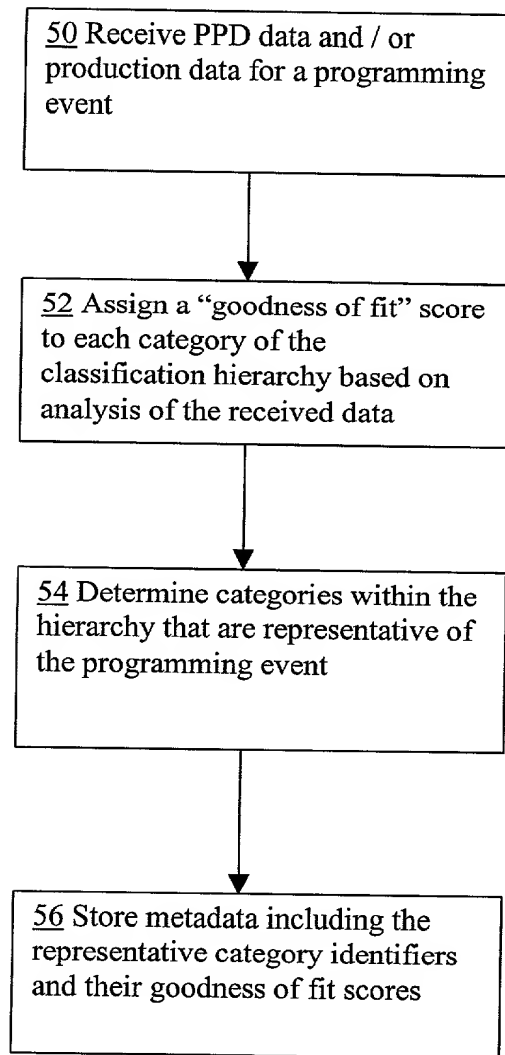 50 Receive PPD data and / or
production data for a programming
event
52 Assign a “goodness of fit” score
to each category of the
classification hierarchy based on
analysis of the received data
54 Determine categories within the
hierarchy that are representative of
the programming event
56 Store metadata including the
representative category identifiers
and their goodness of fit scores